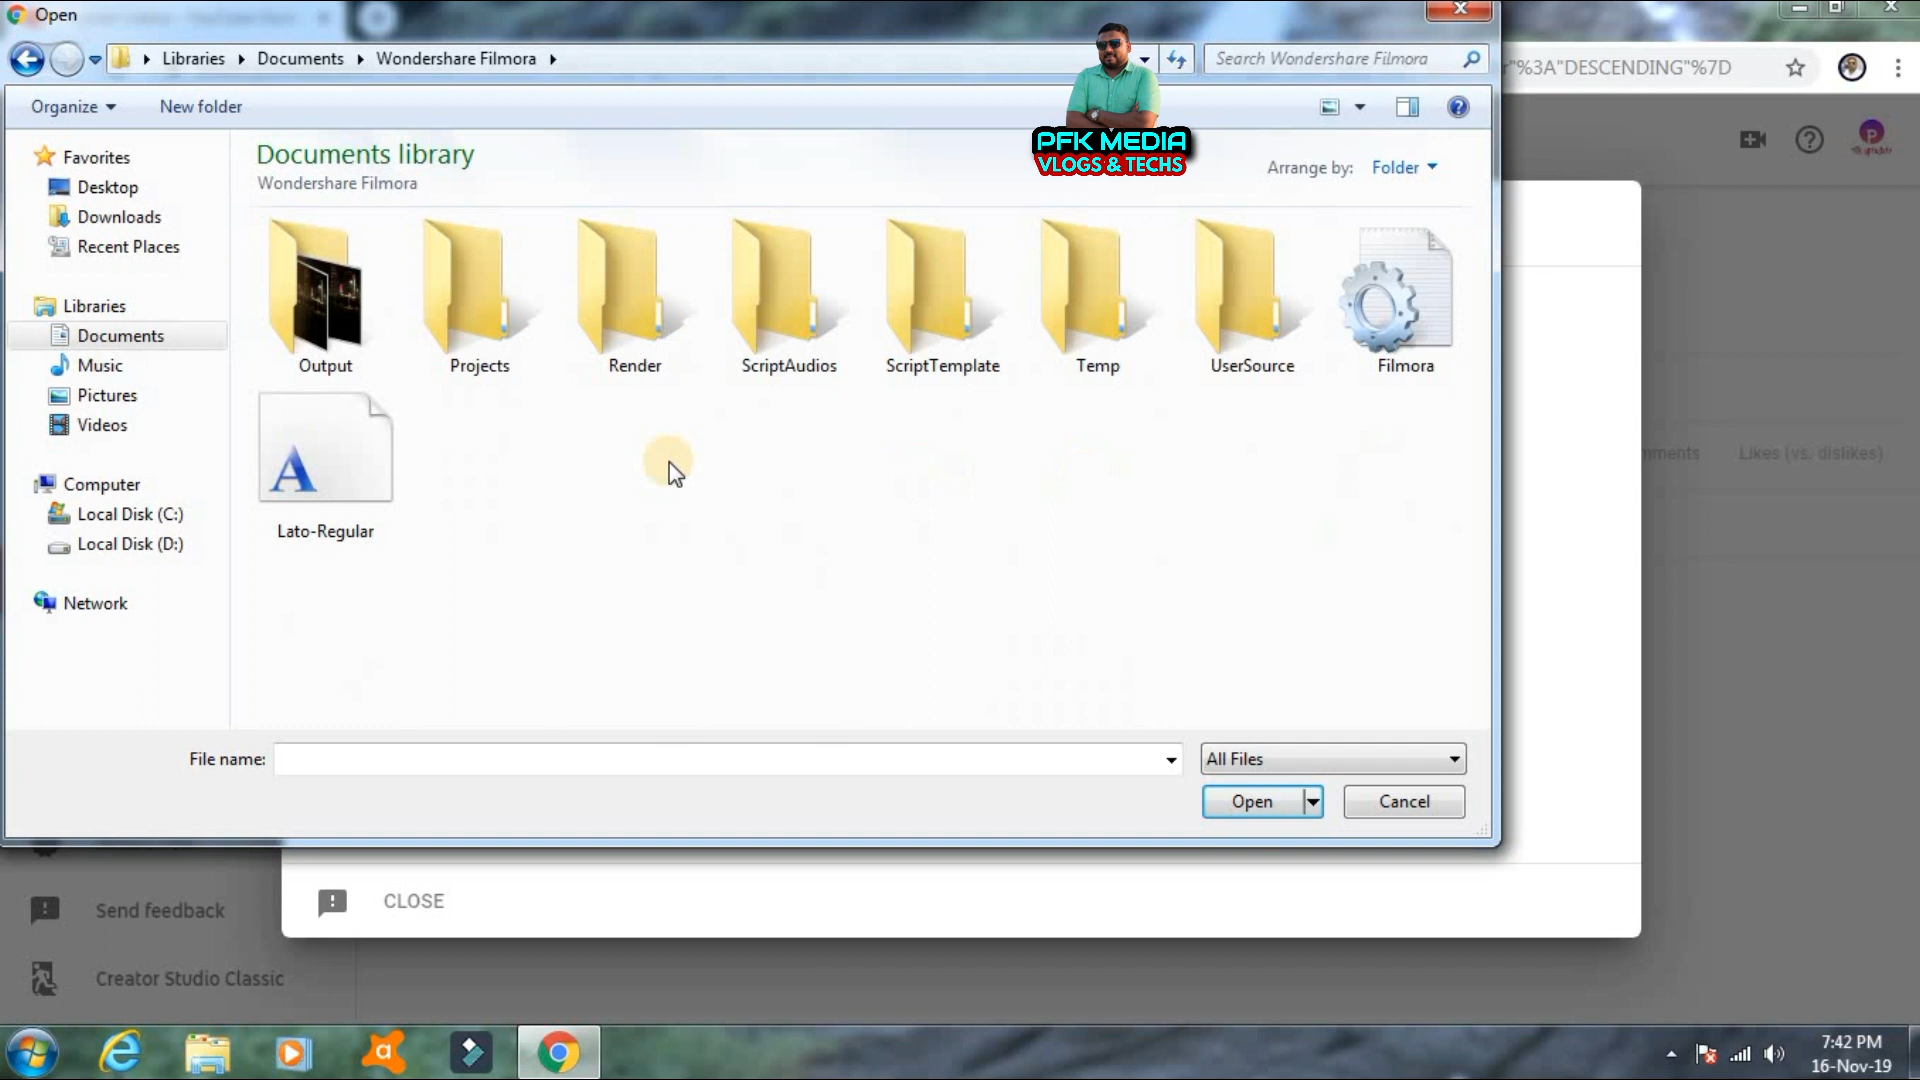 Open
Libraries
Documents
Wondershare Filmora
Search Wondershare Filmora
"%3A"DESCENDING"%7D
Organize
New folder
PFK MEDIA
VLOGS & TECHS
Favorites
Desktop
Downloads
Recent Places
Libraries
Documents
Music
Pictures
Videos
Computer
Local Disk (C:)
Local Disk (D:)
Network
Documents library
Wondershare Filmora
Arrange by:
Folder
Output
Projects
Render
ScriptAudios
ScriptTemplate
Temp
UserSource
Filmora
A
Lato-Regular
Likes (vs. dislikes)
File name:
All Files
Open
Cancel
CLOSE
Send feedback
Creator Studio Classic
7:42 PM
16-Nov-19